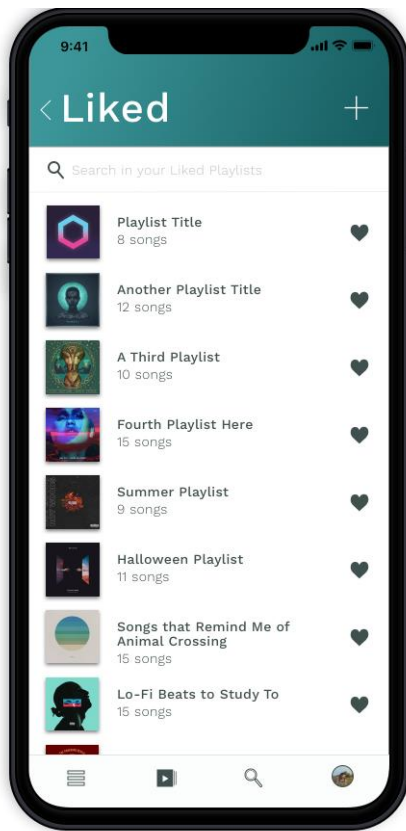 9:41
Liked
Search in your Liked Playlists
Playlist Title
8 songs
Another Playlist Title
12 songs
A Third Playlist
10 songs
Fourth Playlist Here
15 songs
Summer Playlist
9 songs
Halloween Playlist
11 songs
Songs that Remind Me of
Animal Crossing
15 songs
Lo-Fi Beats to Study To
15 songs